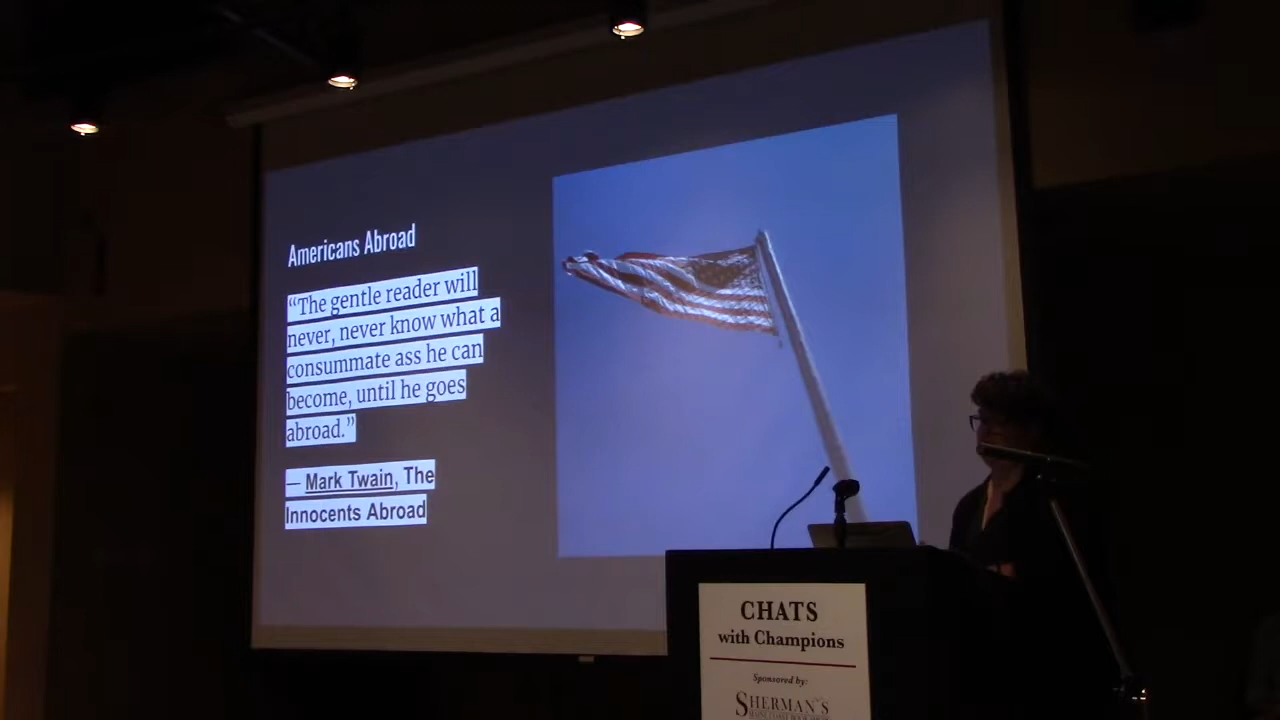 Americans Abroad
“The gentle reader will
never, never know what a
consummate ass he can
become, until he goes
abroad.”
— Mark Twain, The
Innocents Abroad
CHATS
with Champions
Sponsored by:
SHERMAN'S